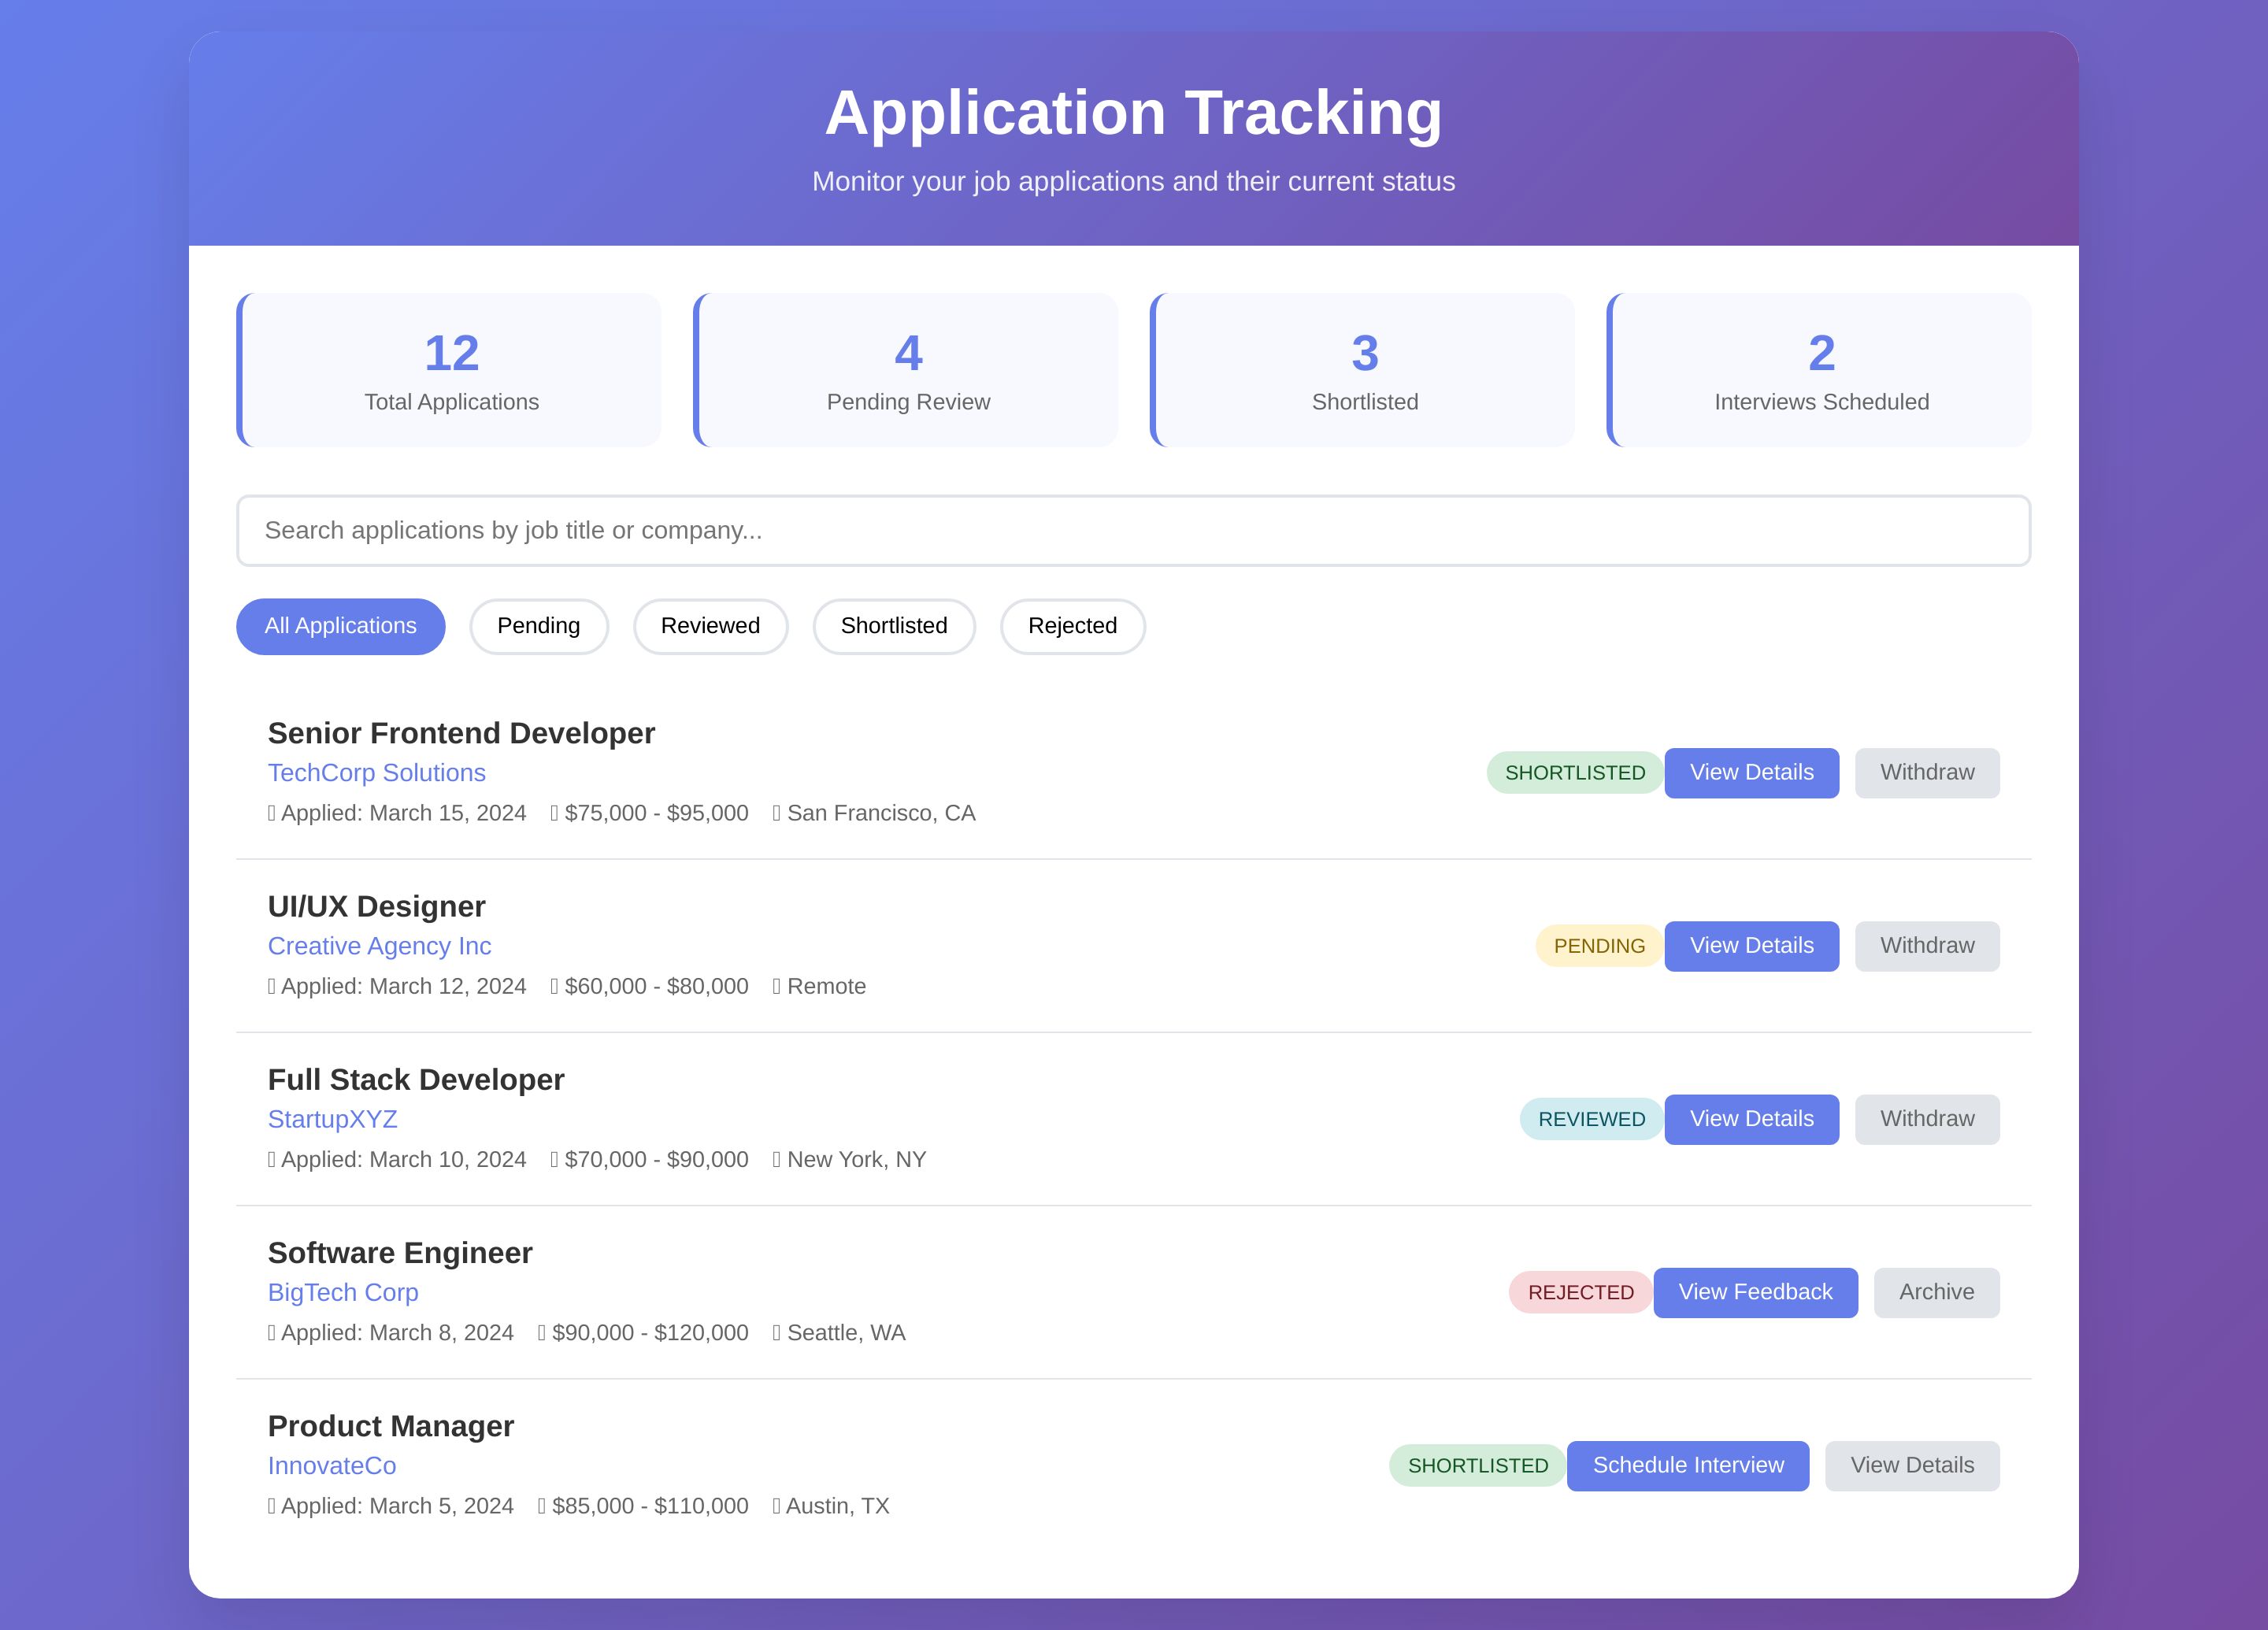 Application Tracking
Monitor your job applications and their current status
12
Total Applications
4
Pending Review
3
Shortlisted
2
Interviews Scheduled
Search applications by job title or company...
All Applications
Pending
Reviewed
Shortlisted
Rejected
Senior Frontend Developer
TechCorp Solutions
Applied: March 15, 2024 $75,000 - $95,000 San Francisco, CA
SHORTLISTED
View Details
Withdraw
UI/UX Designer
Creative Agency Inc
Applied: March 12, 2024 $60,000 - $80,000 Remote
PENDING
View Details
Withdraw
Full Stack Developer
StartupXYZ
Applied: March 10, 2024 $70,000 - $90,000 New York, NY
REVIEWED
View Details
Withdraw
Software Engineer
BigTech Corp
Applied: March 8, 2024 $90,000 - $120,000 Seattle, WA
REJECTED
View Feedback
Archive
Product Manager
InnovateCo
Applied: March 5, 2024 $85,000 - $110,000 Austin, TX
SHORTLISTED
Schedule Interview
View Details